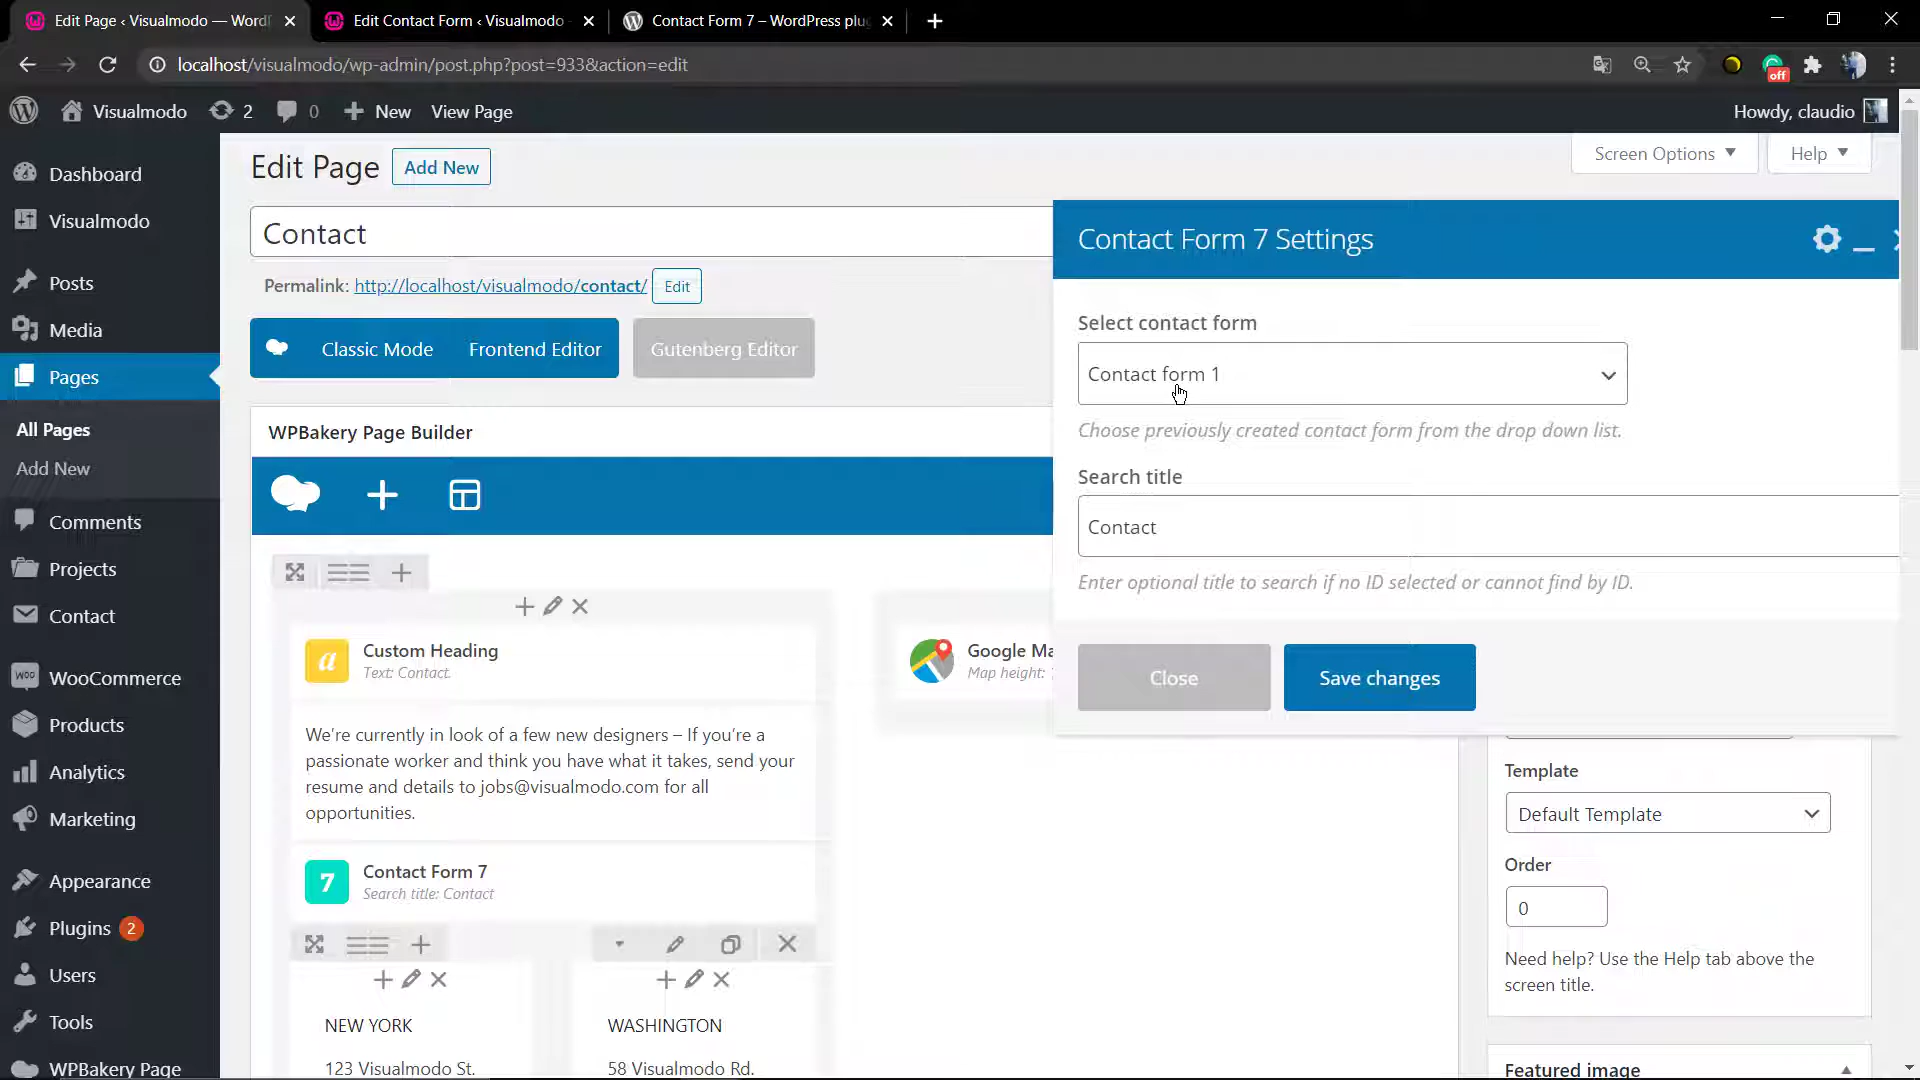 Edit Page ‹ Visualmodo — Word
Edit Contact Form ‹ Visualmodo
Contact Form 7 – WordPress plu
localhost/visualmodo/wp-admin/post.php?post=933&action=edit
off
Visualmodo
2
0
New
View Page
Howdy, claudio
Dashboard
Visualmodo
Posts
Media
Pages
All Pages
Add New
Comments
Projects
Contact
WooCommerce
Products
Analytics
Marketing
Appearance
Plugins 2
Users
Tools
WPBakery Page
Edit Page
Add New
Screen Options
Help
Contact
Permalink: http://localhost/visualmodo/contact/ Edit
Classic Mode
Frontend Editor
Gutenberg Editor
WPBakery Page Builder
Custom Heading
Text: Contact.
We're currently in look of a few new designers – If you're a
passionate worker and think you have what it takes, send your
resume and details to jobs@visualmodo.com for all
opportunities.
7
Contact Form 7
Search title: Contact
NEW YORK
123 Visualmodo St.
WASHINGTON
58 Visualmodo Rd.
Google Ma
Map height:
Contact Form 7 Settings
Select contact form
Contact form 1
Choose previously created contact form from the drop down list.
Search title
Contact
Enter optional title to search if no ID selected or cannot find by ID.
Close
Save changes
Template
Default Template
Order
0
Need help? Use the Help tab above the
screen title.
Featured image